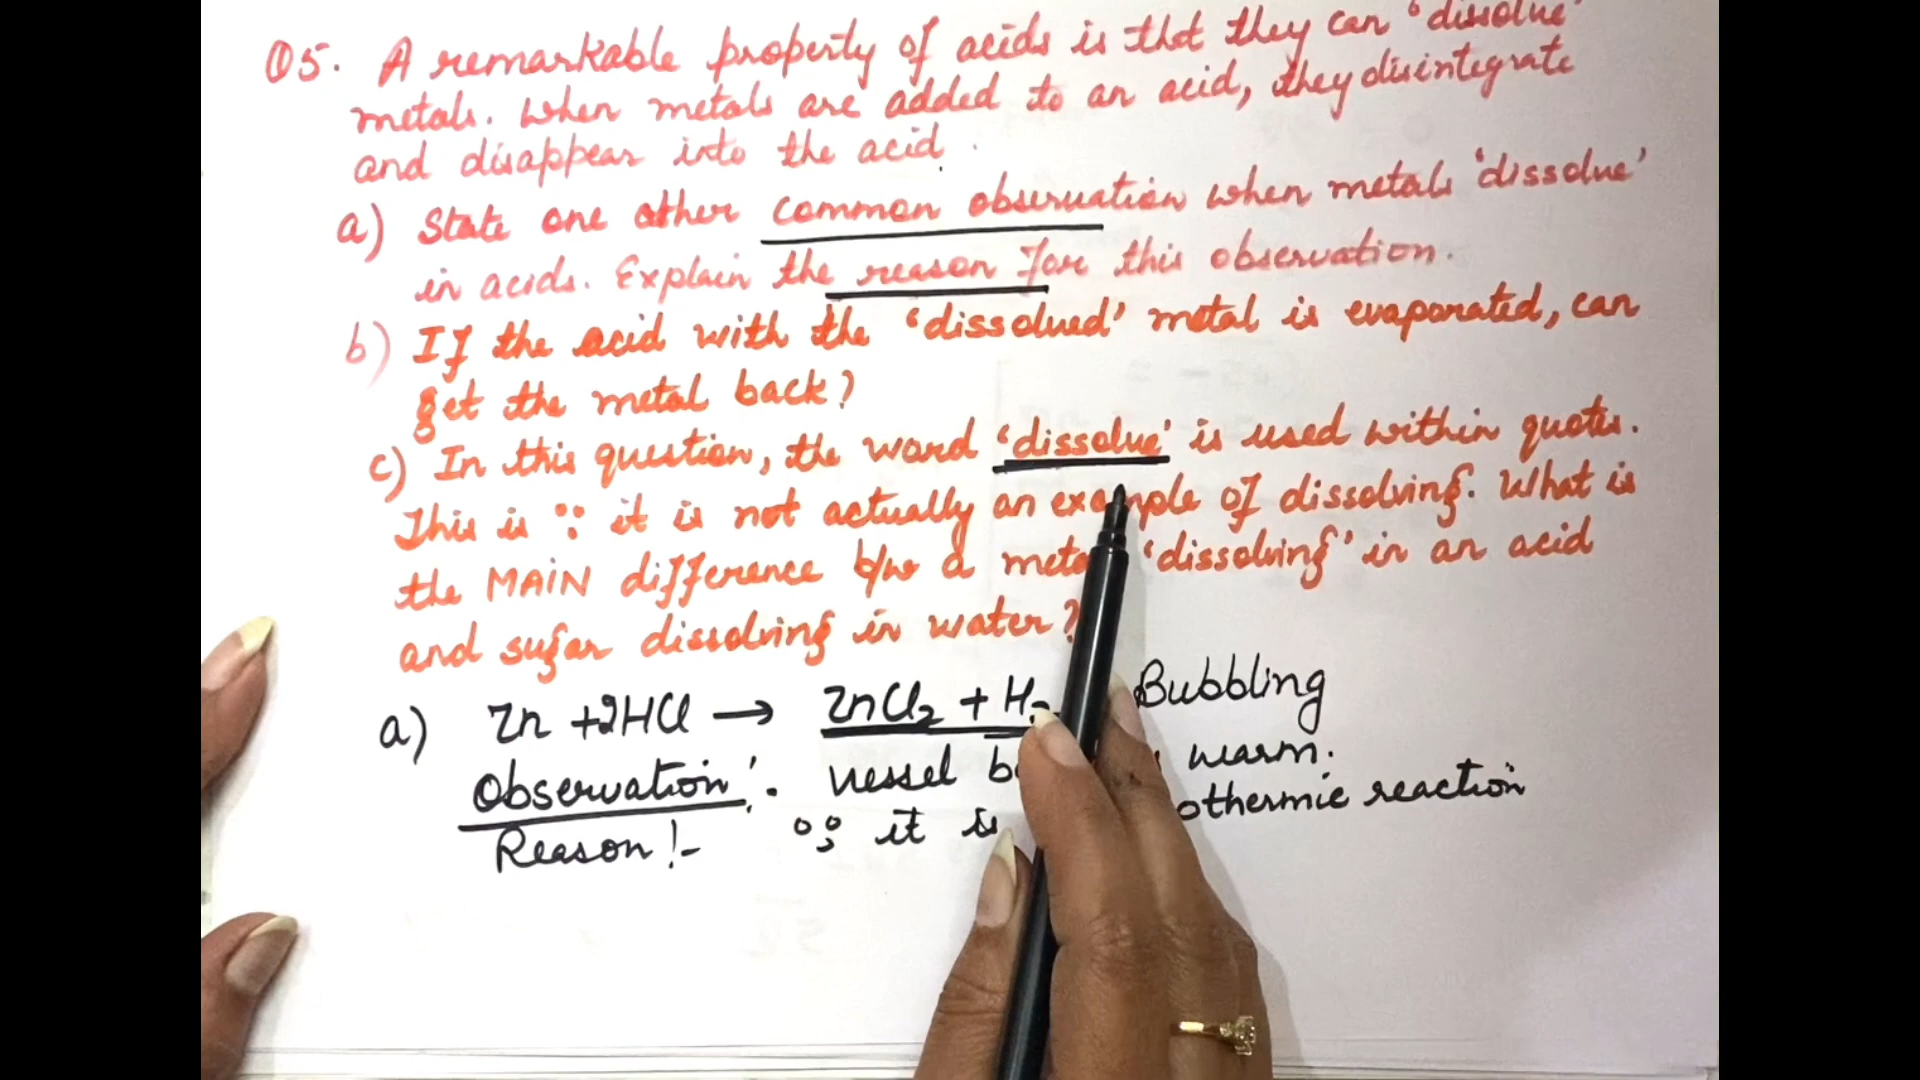 Q5. A remarkable property of acids is that they can 'dissolve'
metals. When metals are added to an acid, they disintegrate
and disappear into the acid.
a) State one other common observation when metals 'dissolve'
in acids. Explain the reason for this observation.
b) If the acid with the 'dissolved' metal is evaporated, can
get the metal back?
c) In this question, the word 'dissolve' is used within quotes.
This is ∵ it is not actually an example of dissolving. What is
the MAIN difference b/w a metal 'dissolving' in an acid
and sugar dissolving in water?
a) Zn + 2HCl → ZnCl₂ + H₂ Bubbling
Observation:- vessel warm.
Reason:- ∵ it is othermic reaction